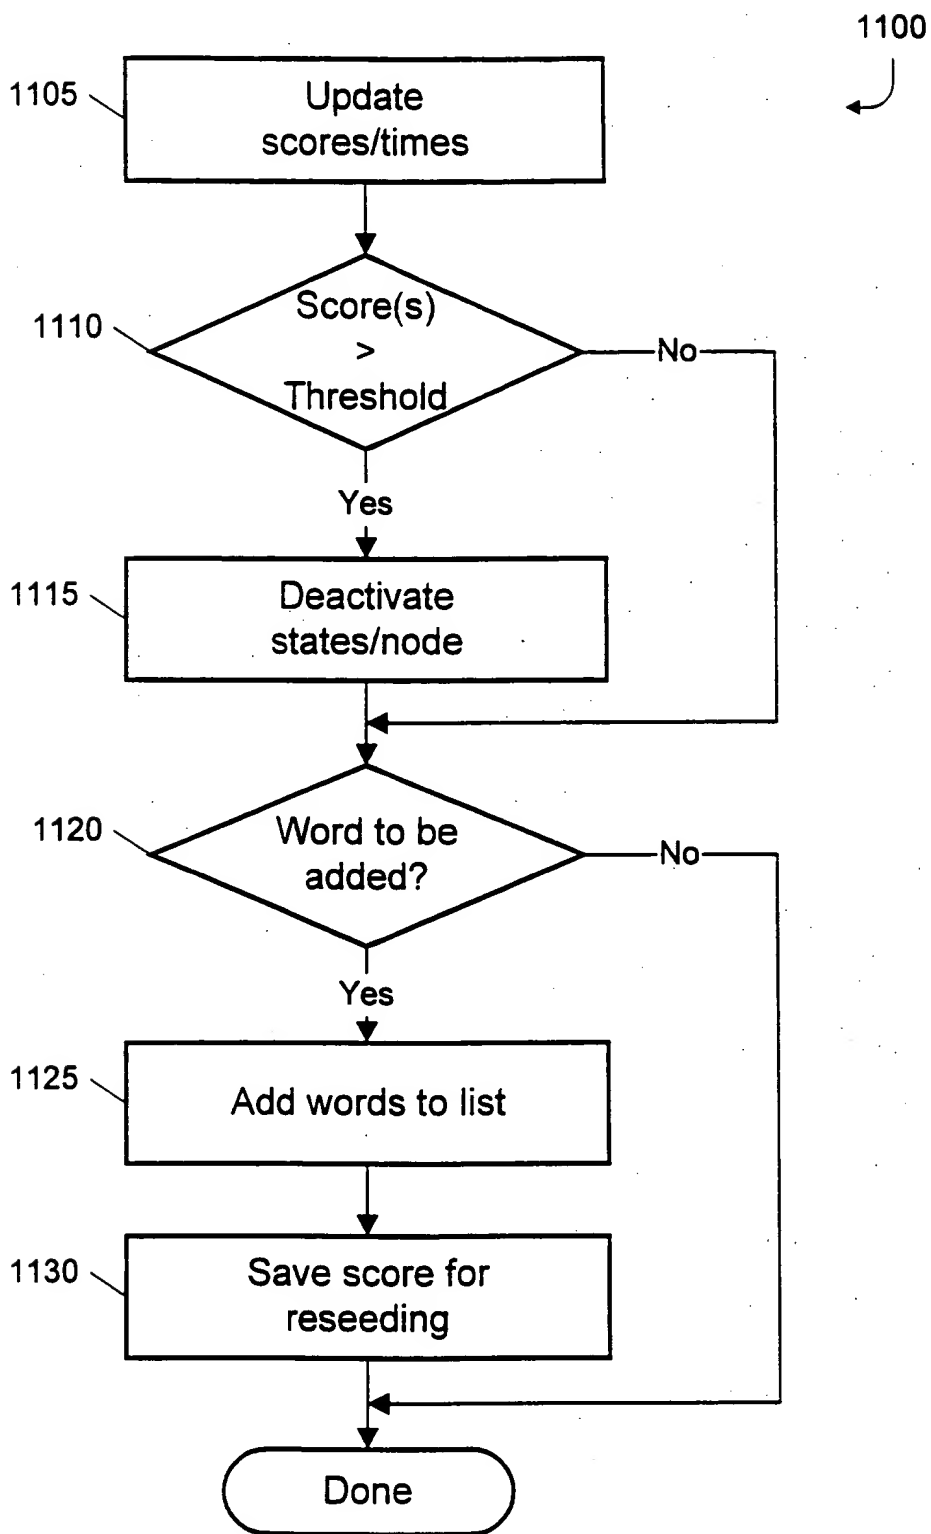 1100
1105
Update
scores/times
1110
Score(s)
>
Threshold
No
Yes
1115
Deactivate
states/node
1120
Word to be
added?
No
Yes
1125
Add words to list
1130
Save score for
reseeding
Done